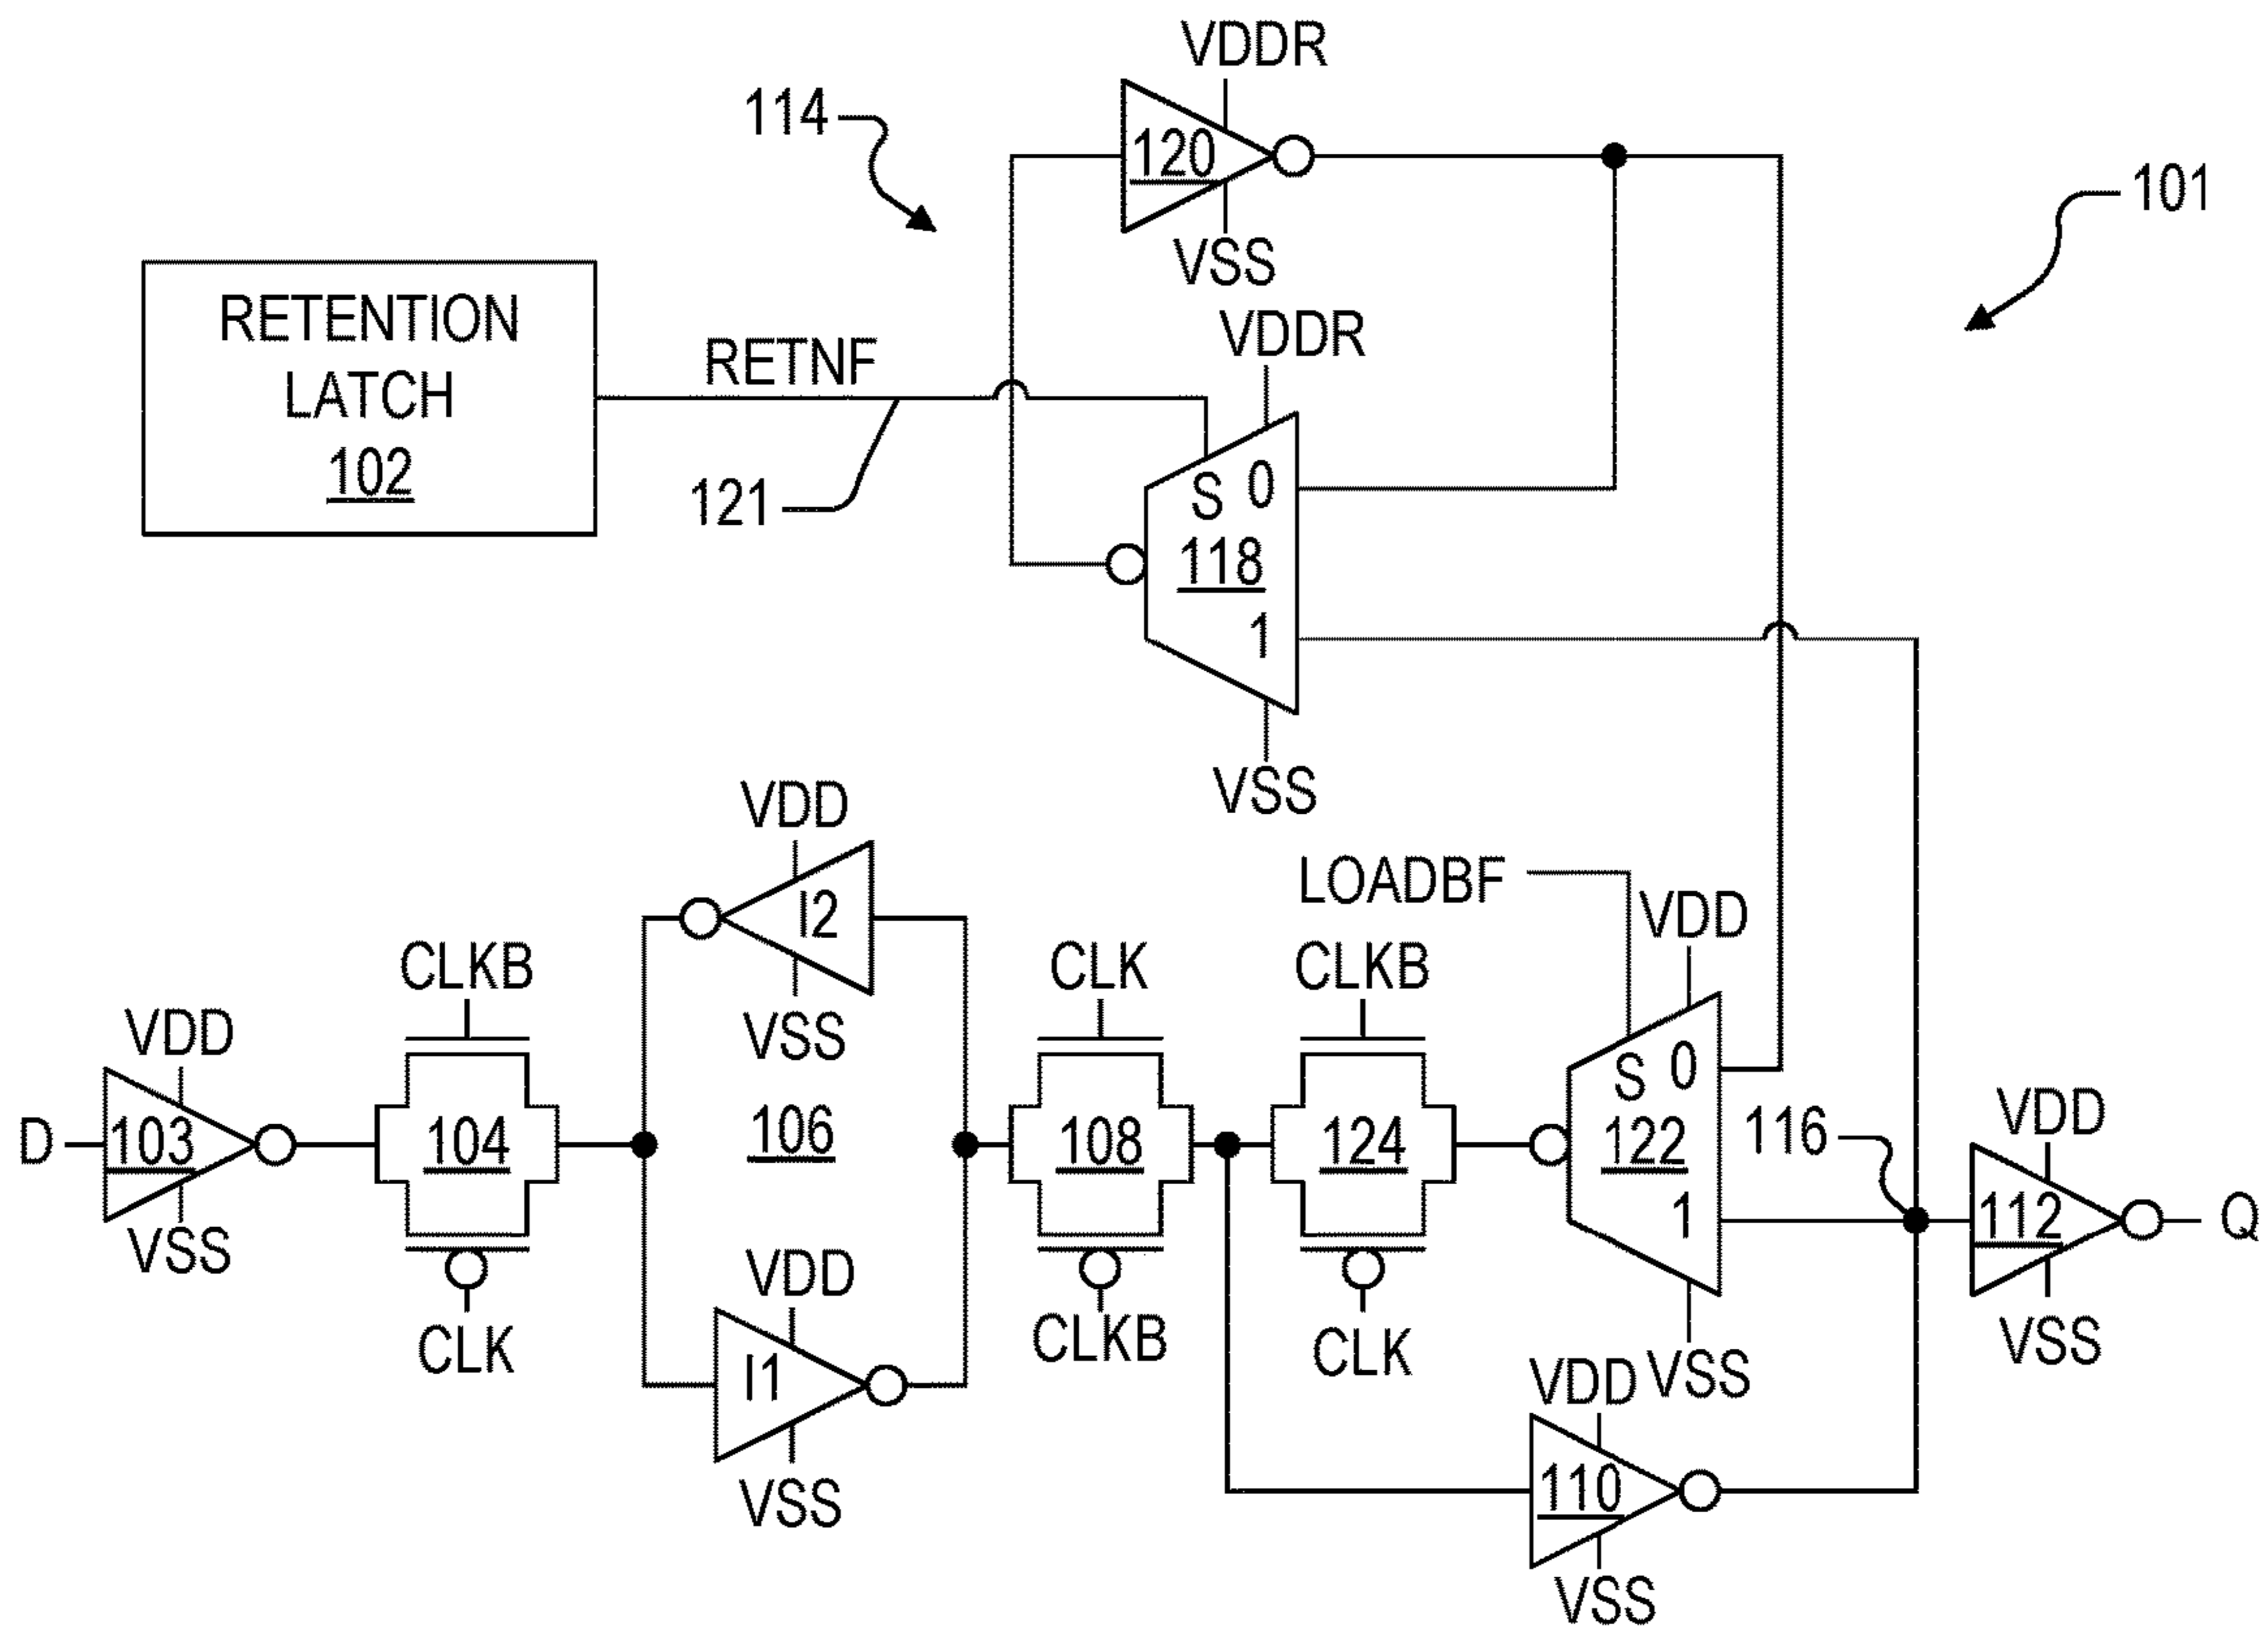 VDDR
114
120
101
VSS
RETENTION
LATCH
102
RETNF
VDDR
121
S 0
118
1
VSS
VDD
I2
VSS
LOADBF
CLKB
CLK
CLKB
VDD
D
VDD
103
VSS
104
CLK
106
108
CLKB
124
CLK
S 0
122
1
VSS
116
VDD
112
VSS
Q
VDD
I1
VSS
VDD
110
VSS